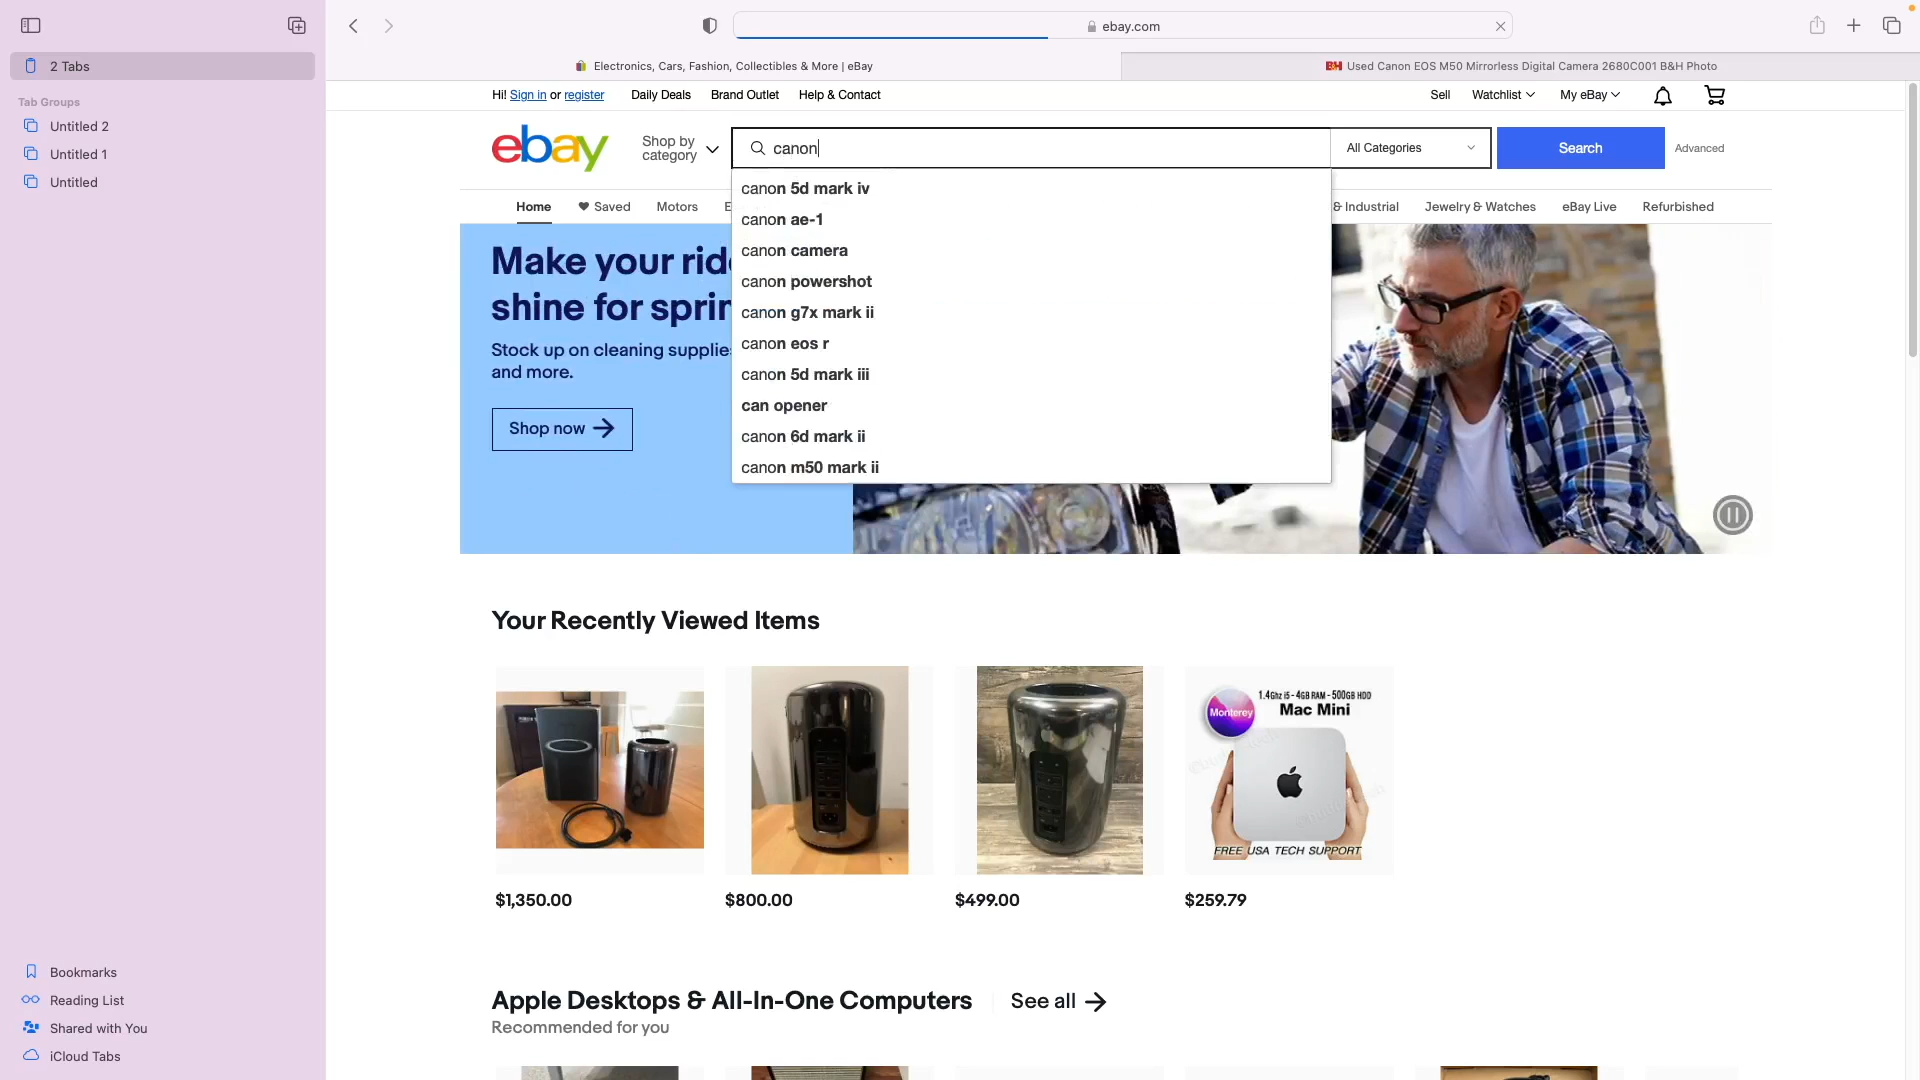 2 Tabs
Tab Groups
Untitled 2
Untitled 1
Untitled
Bookmarks
Reading List
Shared with You
iCloud Tabs
ebay.com
Electronics, Cars, Fashion, Collectibles & More | eBay
Used Canon EOS M50 Mirrorless Digital Camera 2680C001 B&H Photo
Hi! Sign in or register
Daily Deals
Brand Outlet
Help & Contact
Sell
Watchlist
My eBay
ebay
Shop by
category
canon
All Categories
Search
Advanced
canon 5d mark iv
canon ae-1
canon camera
canon powershot
canon g7x mark ii
canon eos r
canon 5d mark iii
can opener
canon 6d mark ii
canon m50 mark ii
Home
Saved
Motors
& Industrial
Jewelry & Watches
eBay Live
Refurbished
Make your rid
shine for sprin
Stock up on cleaning supplies
and more.
Shop now
Your Recently Viewed Items
Monterey
1.4Ghz i5 - 4GB RAM - 500GB HDD
Mac Mini
FREE USA TECH SUPPORT
$1,350.00
$800.00
$499.00
$259.79
Apple Desktops & All-In-One Computers
See all
Recommended for you